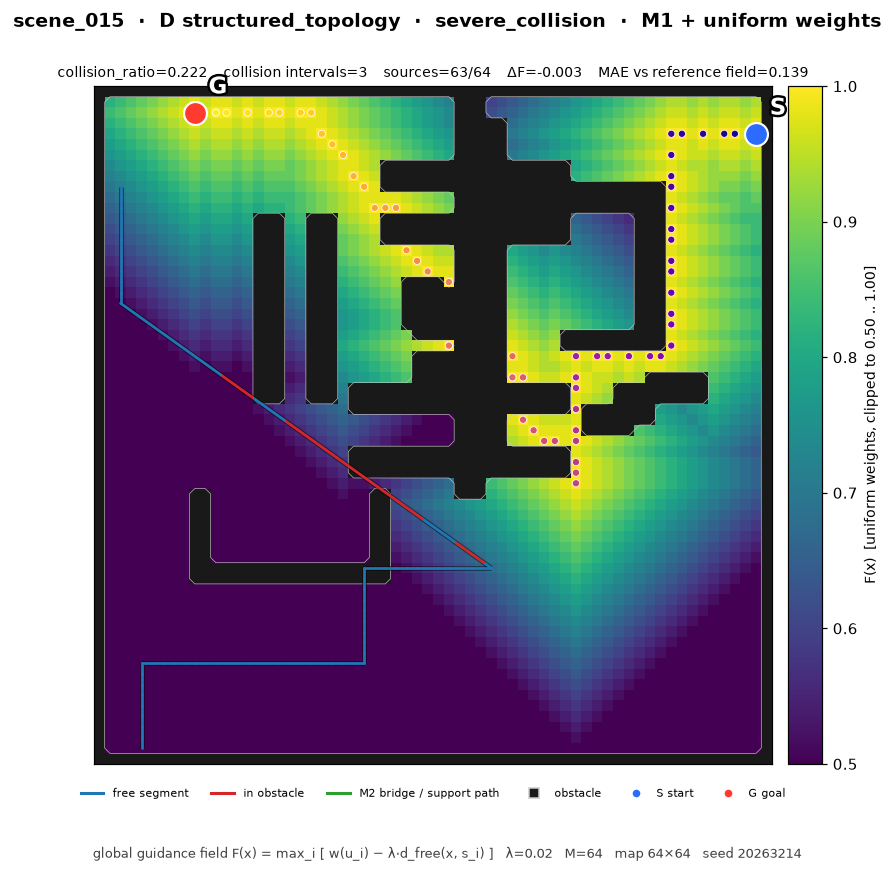 scene_015 · D structured_topology · severe_collision · M1 + uniform weights
collision_ratio=0.222 collision intervals=3 sources=63/64 ΔF=-0.003 MAE vs reference field=0.139
G
S
1.0
0.9
0.8
0.7
0.6
0.5
F(x) [uniform weights, clipped to 0.50 .. 1.00]
free segment
in obstacle
M2 bridge / support path
obstacle
S start
G goal
global guidance field F(x) = max_i [ w(u_i) − λ·d_free(x, s_i) ] λ=0.02 M=64 map 64×64 seed 20263214